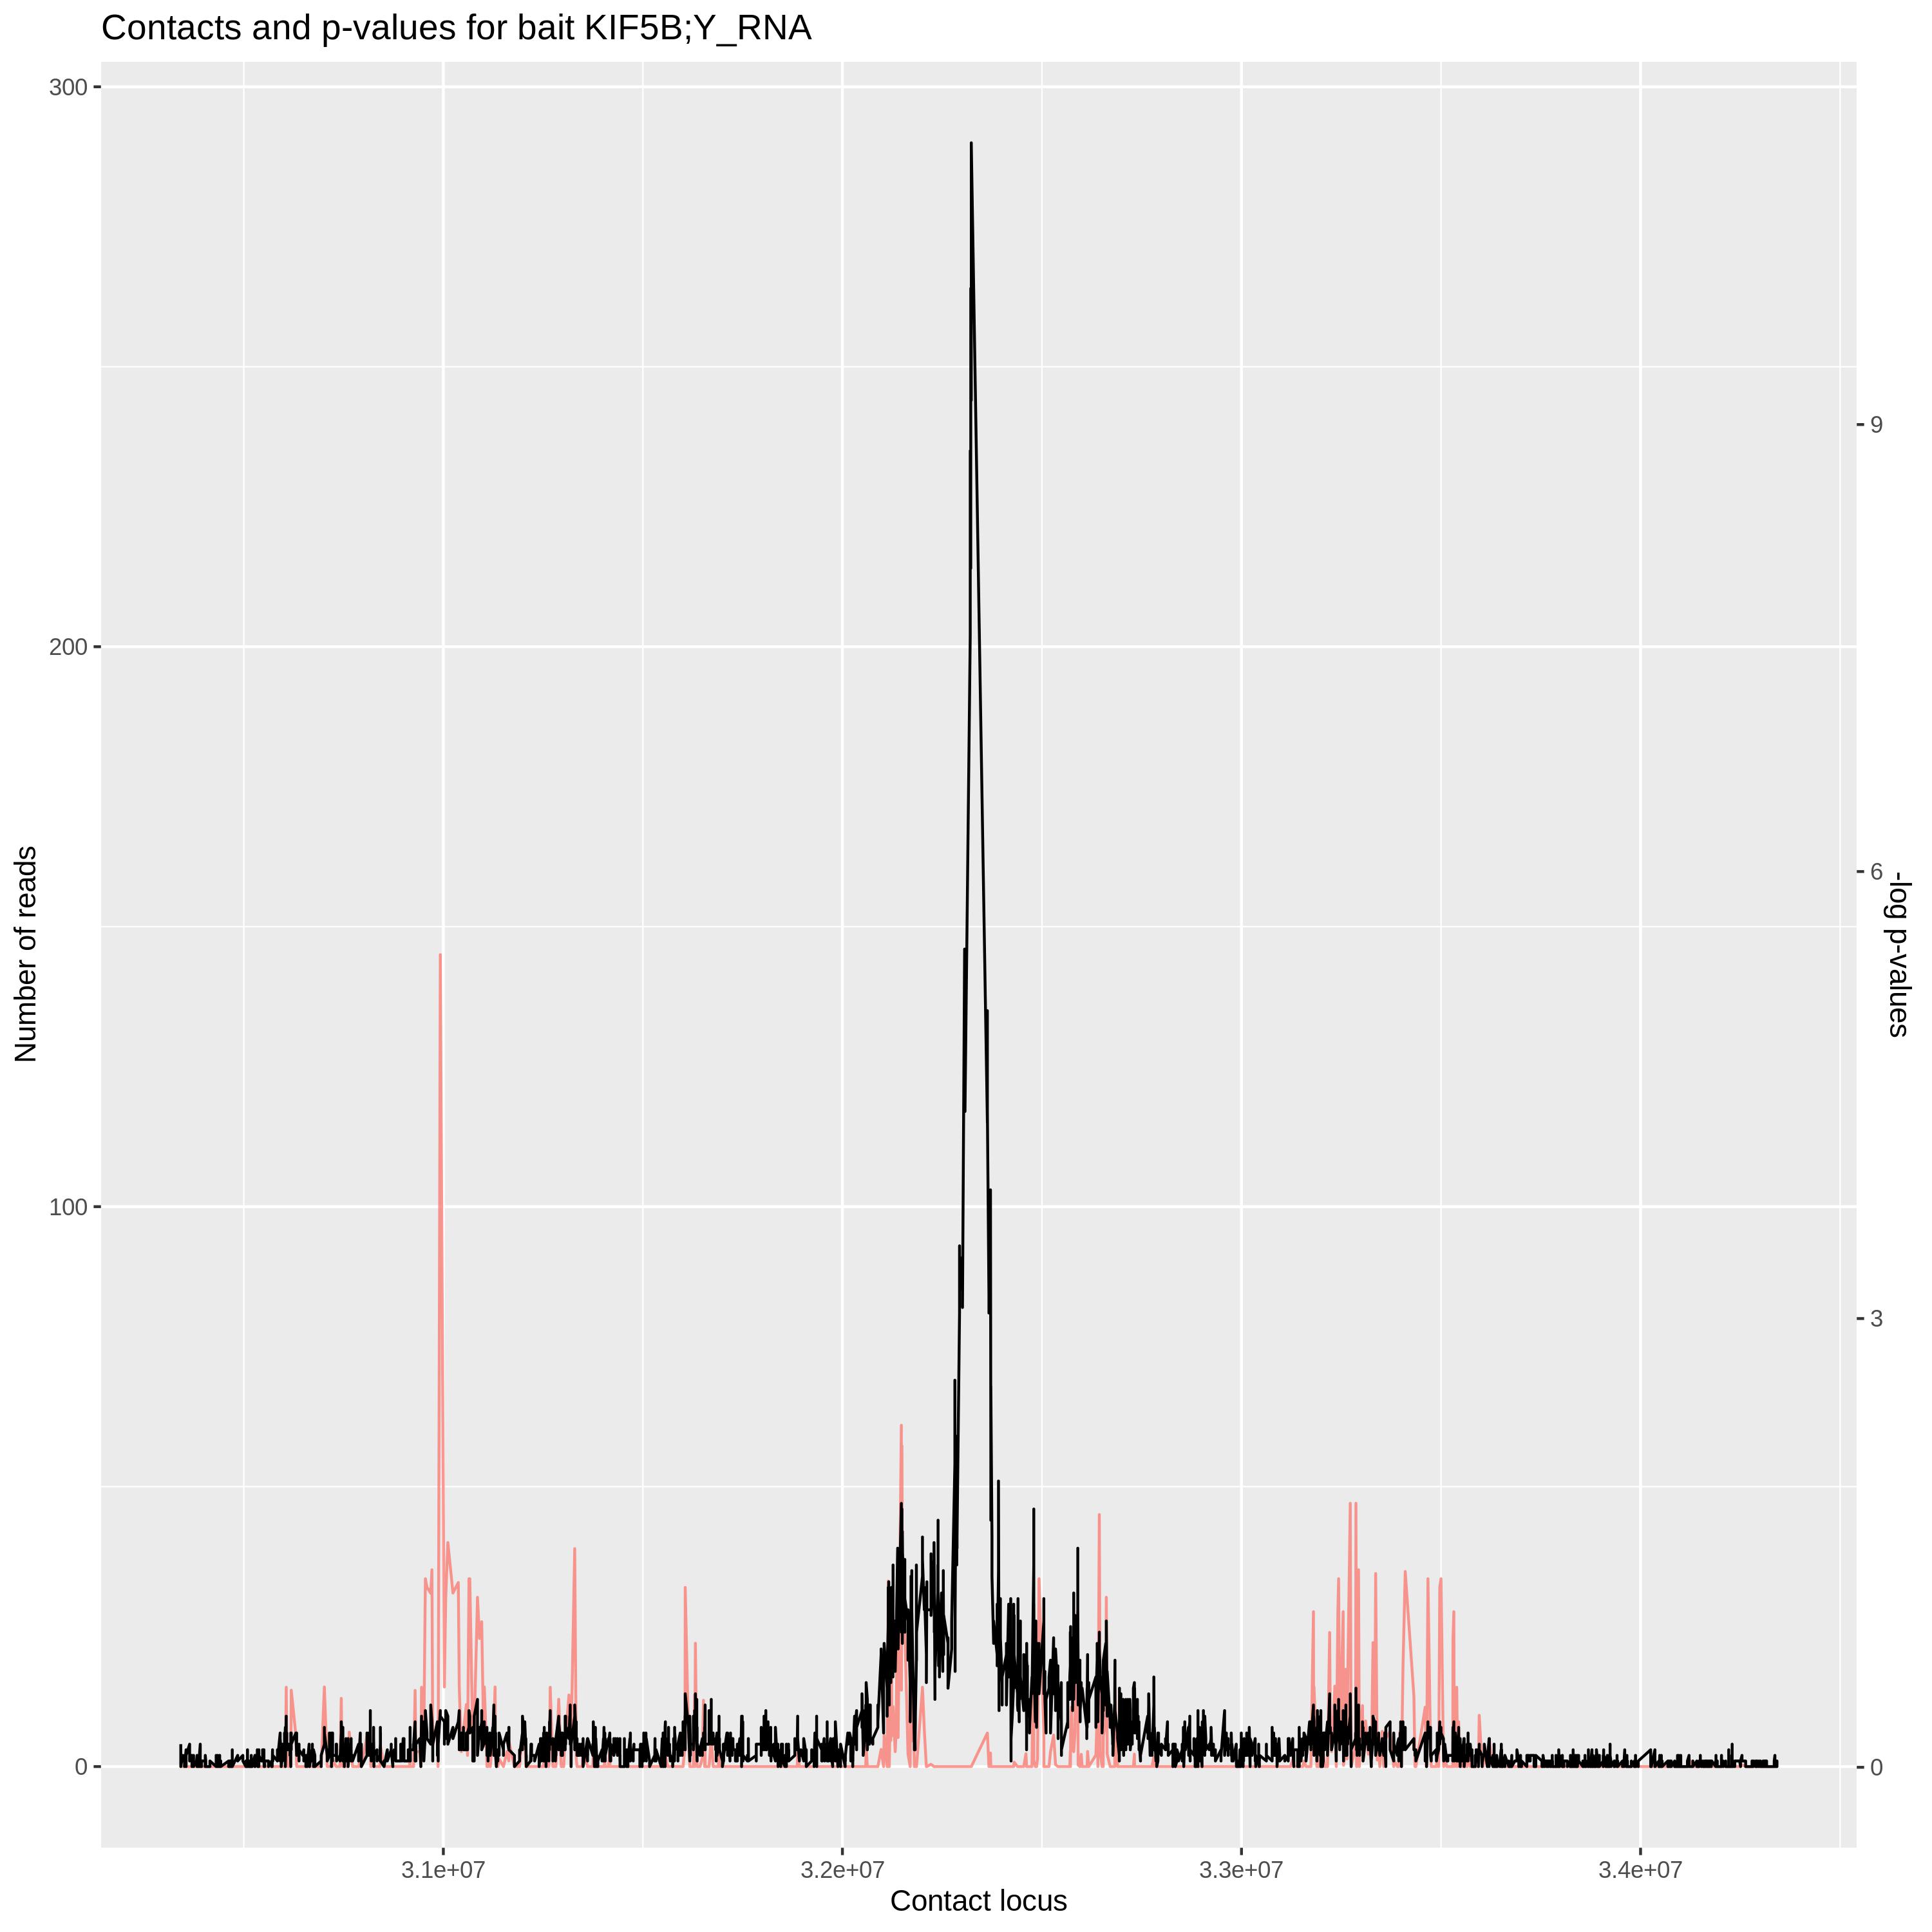 Contacts and p-values for bait KIF5B;Y_RNA
300
200
100
0
Number of reads
9
6
3
0
-log p-values
3.1e+07
3.2e+07
3.3e+07
3.4e+07
Contact locus